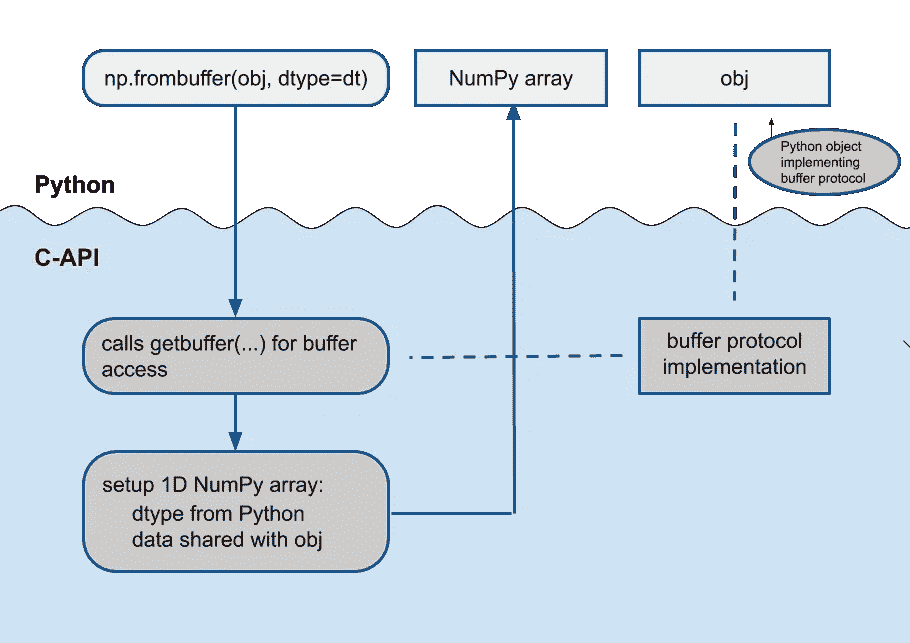 np.frombuffer(obj, dtype=dt)
NumPy array
obj
Python object
implementing
buffer protocol
Python
C-API
calls getbuffer(...) for buffer
access
buffer protocol
implementation
setup 1D NumPy array:
dtype from Python
data shared with obj